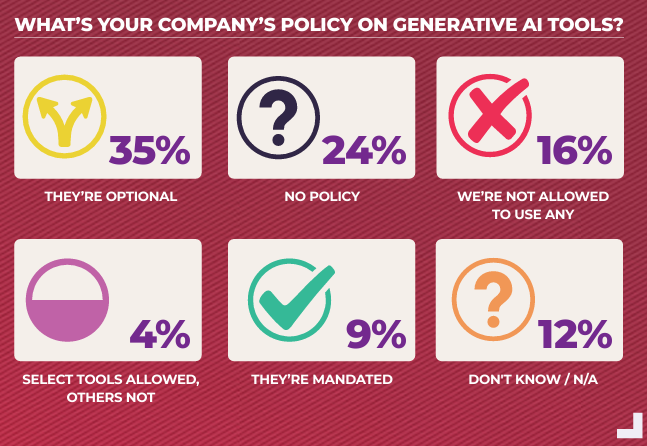 WHAT'S YOUR COMPANY'S POLICY ON GENERATIVE AI TOOLS?
35%
24%
16%
THEY'RE OPTIONAL
NO POLICY
WE'RE NOT ALLOWED
TO USE ANY
4%
9%
12%
SELECT TOOLS ALLOWED,
OTHERS NOT
THEY'RE MANDATED
DON'T KNOW / N/A